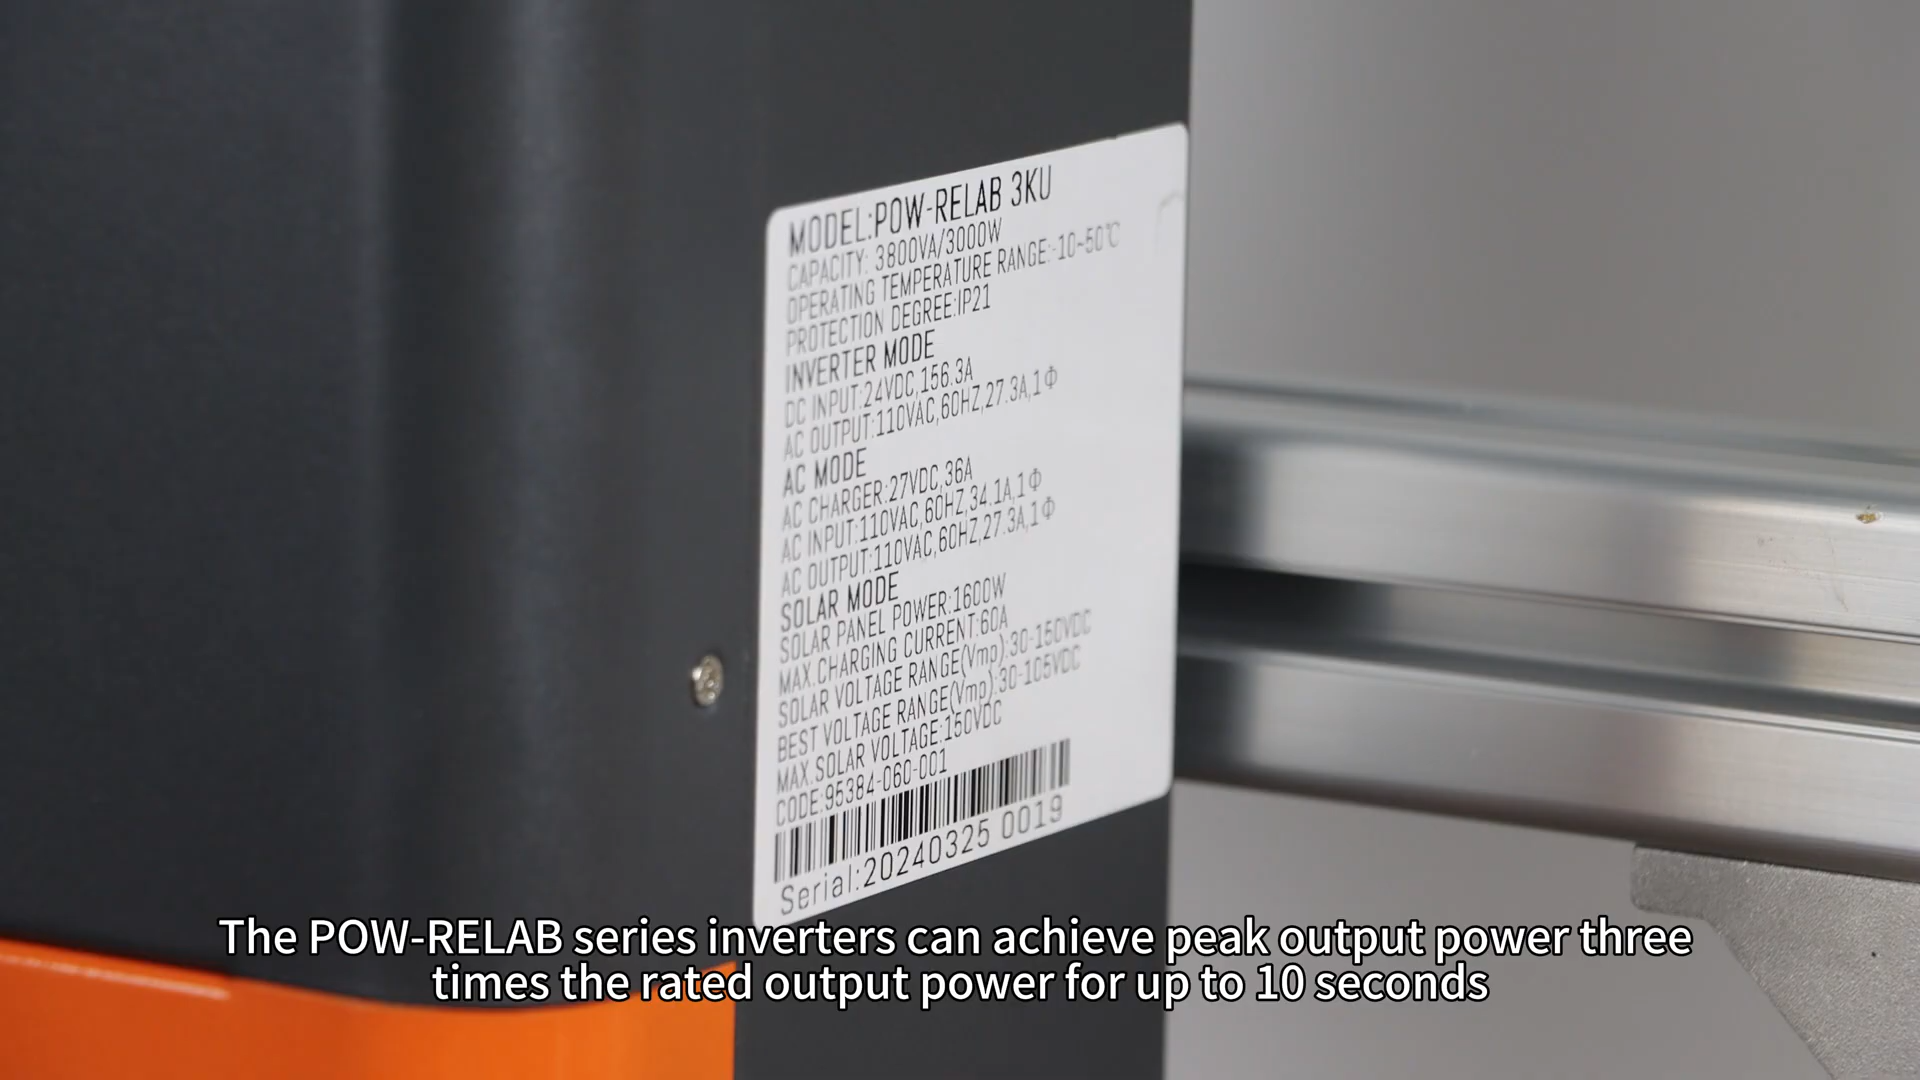 MODEL:POW-RELAB 3KU
CAPACITY: 3800VA/3000W
OPERATING TEMPERATURE RANGE:-10~50℃
PROTECTION DEGREE:IP21
INVERTER MODE
DC INPUT:24VDC,156.3A
AC OUTPUT:110VAC,60HZ,27.3A,1Φ
AC MODE
AC CHARGER:27VDC,36A
AC INPUT:110VAC,60HZ,34.1A,1Φ
AC OUTPUT:110VAC,60HZ,27.3A,1Φ
SOLAR MODE
SOLAR PANEL POWER:1600W
MAX.CHARGING CURRENT:60A
SOLAR VOLTAGE RANGE(Vmp):30-150VDC
BEST VOLTAGE RANGE(Vmp):30-105VDC
MAX.SOLAR VOLTAGE:150VDC
CODE:95384-060-001
Serial:20240325 0019
The POW-RELAB series inverters can achieve peak output power three
times the rated output power for up to 10 seconds